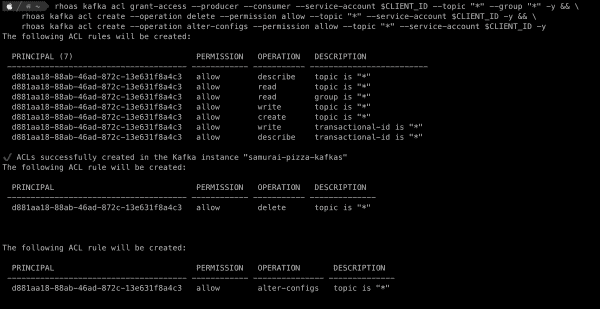 ~ rhoas kafka acl grant-access --producer --consumer --service-account $CLIENT_ID --topic "*" --group "*" -y && \
rhoas kafka acl create --operation delete --permission allow --topic "*" --service-account $CLIENT_ID -y && \
rhoas kafka acl create --operation alter-configs --permission allow --topic "*" --service-account $CLIENT_ID -y
The following ACL rules will be created:
PRINCIPAL (7) PERMISSION OPERATION DESCRIPTION
d881aa18-88ab-46ad-872c-13e631f8a4c3 allow describe topic is "*"
d881aa18-88ab-46ad-872c-13e631f8a4c3 allow read topic is "*"
d881aa18-88ab-46ad-872c-13e631f8a4c3 allow read group is "*"
d881aa18-88ab-46ad-872c-13e631f8a4c3 allow write topic is "*"
d881aa18-88ab-46ad-872c-13e631f8a4c3 allow create topic is "*"
d881aa18-88ab-46ad-872c-13e631f8a4c3 allow write transactional-id is "*"
d881aa18-88ab-46ad-872c-13e631f8a4c3 allow describe transactional-id is "*"
✓ ACLs successfully created in the Kafka instance "samurai-pizza-kafkas"
The following ACL rule will be created:
PRINCIPAL PERMISSION OPERATION DESCRIPTION
d881aa18-88ab-46ad-872c-13e631f8a4c3 allow delete topic is "*"
The following ACL rule will be created:
PRINCIPAL PERMISSION OPERATION DESCRIPTION
d881aa18-88ab-46ad-872c-13e631f8a4c3 allow alter-configs topic is "*"